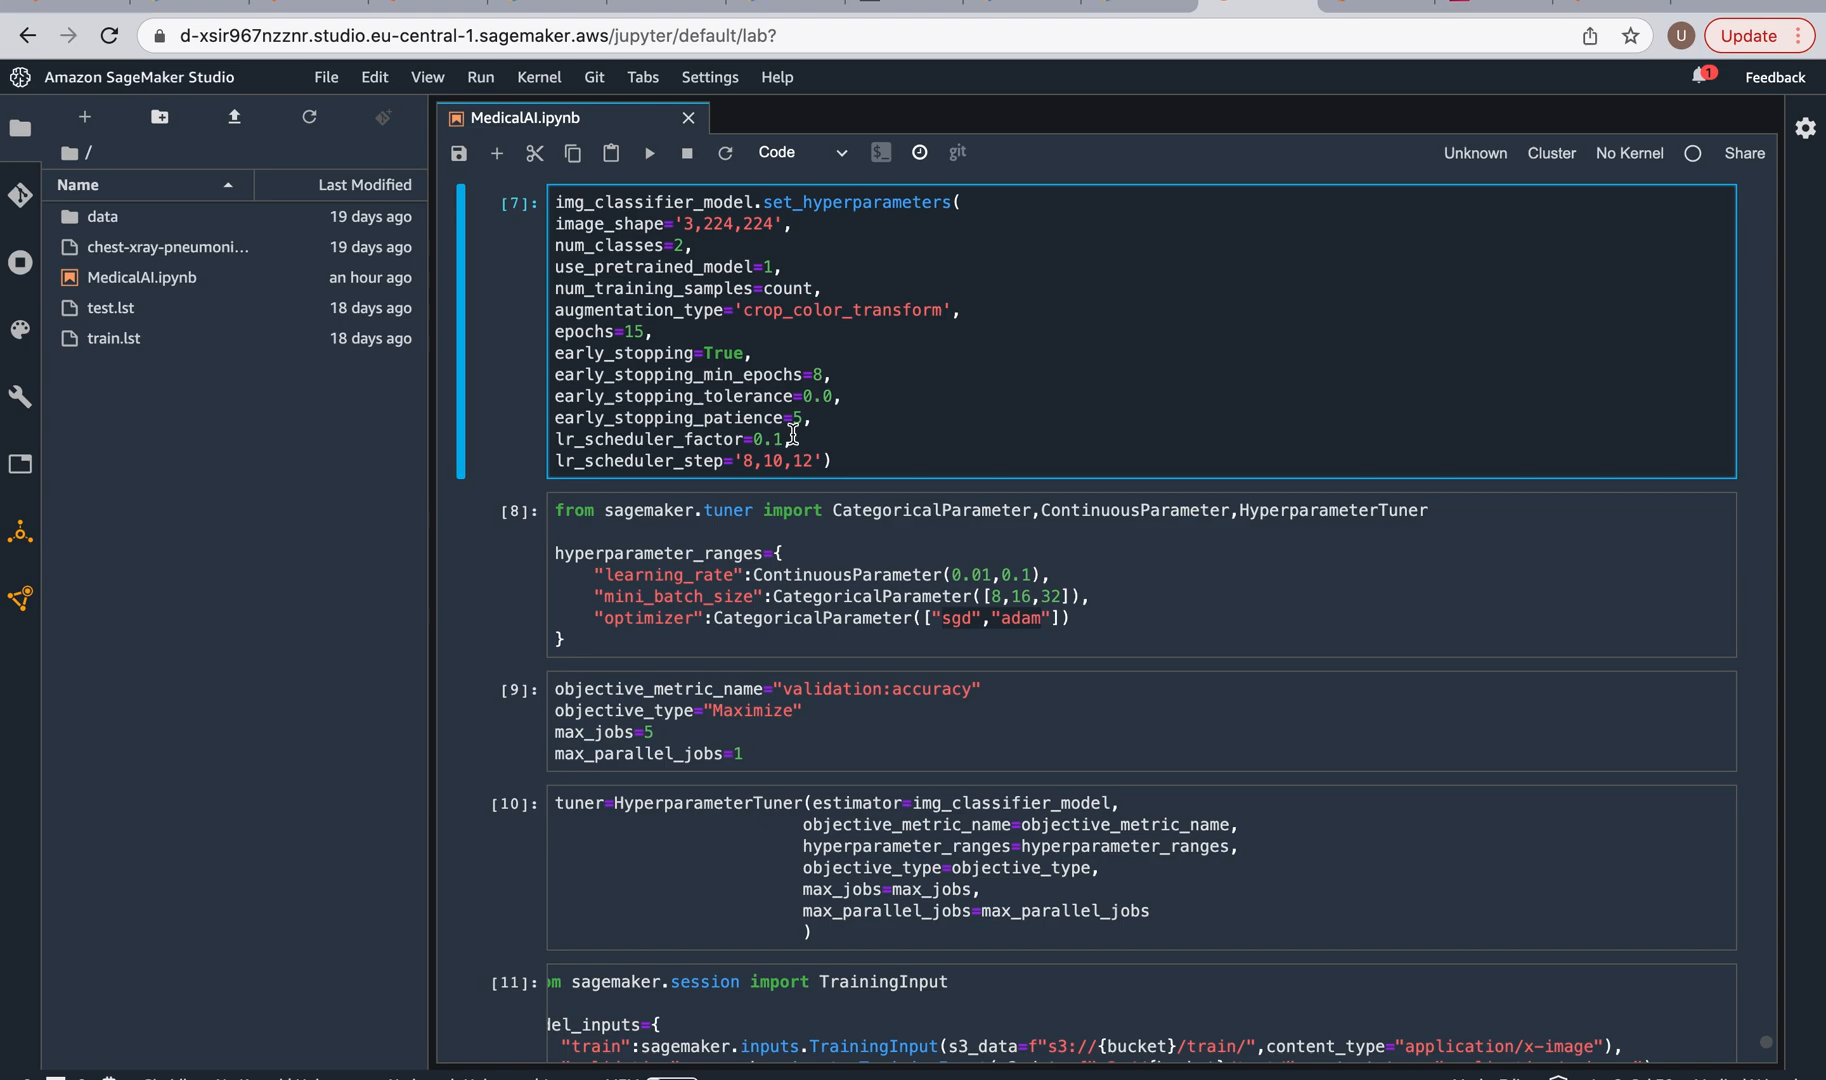 d-xsir967nzznr.studio.eu-central-1.sagemaker.aws/jupyter/default/lab?
U
Update
Amazon SageMaker Studio
File Edit View Run Kernel Git Tabs Settings Help
1
Feedback
MedicalAI.ipynb
/
Code
git
Unknown Cluster No Kernel Share
Name Last Modified
data 19 days ago
chest-xray-pneumoni... 19 days ago
MedicalAI.ipynb an hour ago
test.lst 18 days ago
train.lst 18 days ago
[7]: img_classifier_model.set_hyperparameters(
image_shape='3,224,224',
num_classes=2,
use_pretrained_model=1,
num_training_samples=count,
augmentation_type='crop_color_transform',
epochs=15,
early_stopping=True,
early_stopping_min_epochs=8,
early_stopping_tolerance=0.0,
early_stopping_patience=5,
lr_scheduler_factor=0.1,
lr_scheduler_step='8,10,12')
[8]: from sagemaker.tuner import CategoricalParameter,ContinuousParameter,HyperparameterTuner
hyperparameter_ranges={
"learning_rate":ContinuousParameter(0.01,0.1),
"mini_batch_size":CategoricalParameter([8,16,32]),
"optimizer":CategoricalParameter(["sgd","adam"])
}
[9]: objective_metric_name="validation:accuracy"
objective_type="Maximize"
max_jobs=5
max_parallel_jobs=1
[10]: tuner=HyperparameterTuner(estimator=img_classifier_model,
objective_metric_name=objective_metric_name,
hyperparameter_ranges=hyperparameter_ranges,
objective_type=objective_type,
max_jobs=max_jobs,
max_parallel_jobs=max_parallel_jobs
)
[11]: om sagemaker.session import TrainingInput
del_inputs={
"train":sagemaker.inputs.TrainingInput(s3_data=f"s3://{bucket}/train/",content_type="application/x-image"),